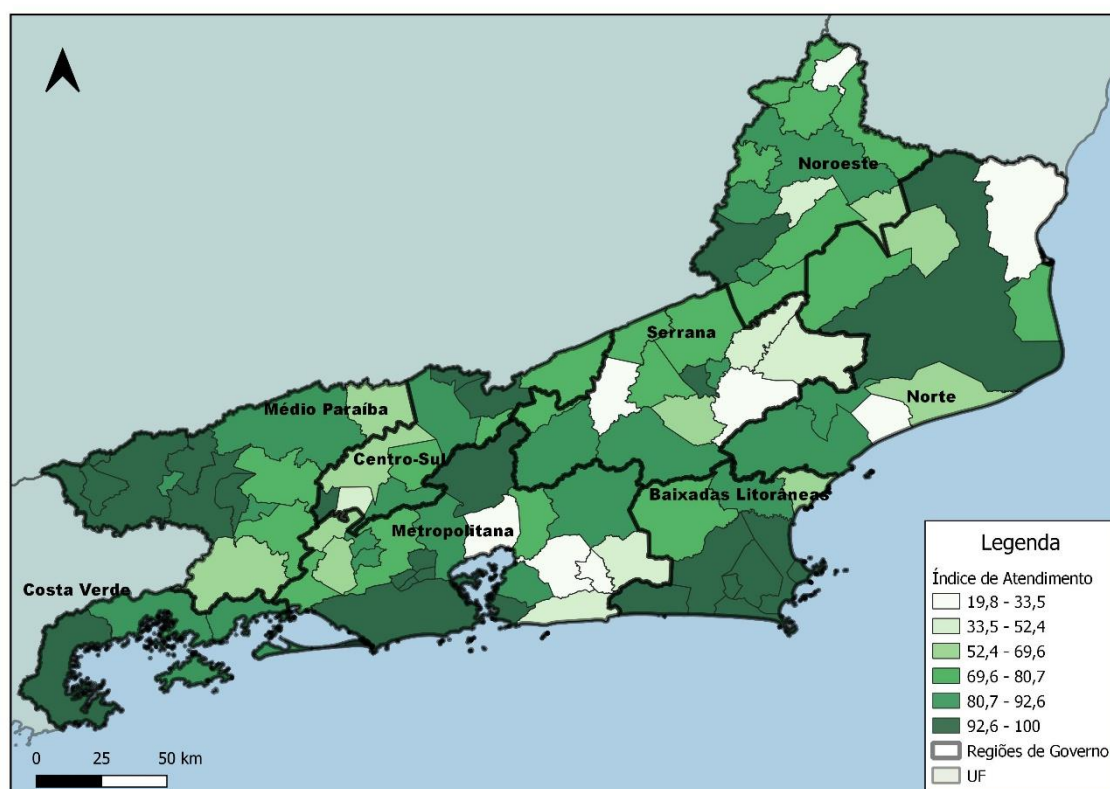 Noroeste
Serrana
Médio Paraíba
Norte
Centro-Sul
Baixadas Litorâneas
Metropolitana
Costa Verde
Legenda
Índice de Atendimento
19,8 - 33,5
33,5 - 52,4
52,4 - 69,6
69,6 - 80,7
80,7 - 92,6
92,6 - 100
Regiões de Governo
UF
0 25 50 km